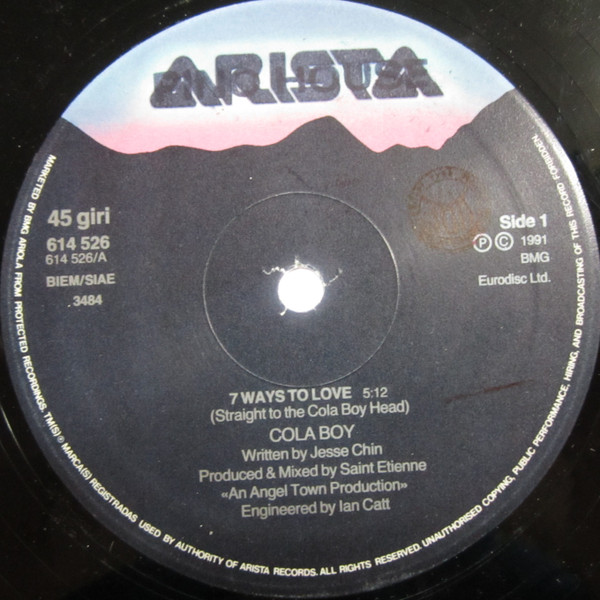 ARISTA
PINO HOUSE
45 giri
614 526
614 526/A
BIEM/SIAE
3484
Side 1
Ⓟ © 1991
BMG
Eurodisc Ltd.
7 WAYS TO LOVE 5:12
(Straight to the Cola Boy Head)
COLA BOY
Written by Jesse Chin
Produced & Mixed by Saint Etienne
«An Angel Town Production»
Engineered by Ian Catt
MARKETED BY BMG ARIOLA FROM PROTECTED RECORDINGS. TM(S) ® MARCA(S) REGISTRADAS USED BY AUTHORITY OF ARISTA RECORDS. ALL RIGHTS RESERVED. UNAUTHORISED COPYING, PUBLIC PERFORMANCE, HIRING, AND BROADCASTING OF THIS RECORD FORBIDDEN.